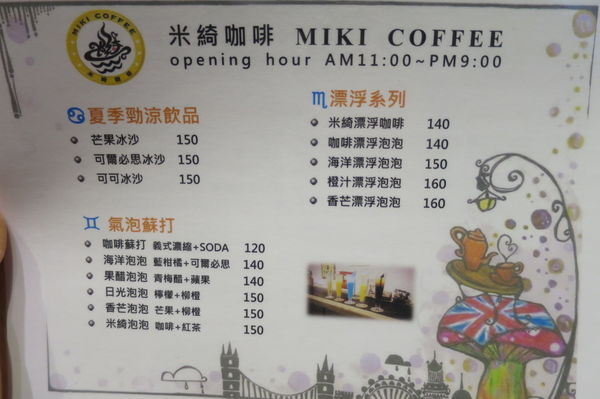 MIKI COFFEE
米綺咖啡
米綺咖啡 MIKI COFFEE
opening hour AM11:00~PM9:00
♋夏季勁涼飲品
芒果冰沙 150
可爾必思冰沙 150
可可冰沙 150
♏漂浮系列
米綺漂浮咖啡 140
咖啡漂浮泡泡 140
海洋漂浮泡泡 150
橙汁漂浮泡泡 160
香芒漂浮泡泡 160
♊ 氣泡蘇打
咖啡蘇打 義式濃縮+SODA 120
海洋泡泡 藍柑橘+可爾必思 140
果醋泡泡 青梅醋+蘋果 140
日光泡泡 檸檬+柳橙 150
香芒泡泡 芒果+柳橙 150
米綺泡泡 咖啡+紅茶 150